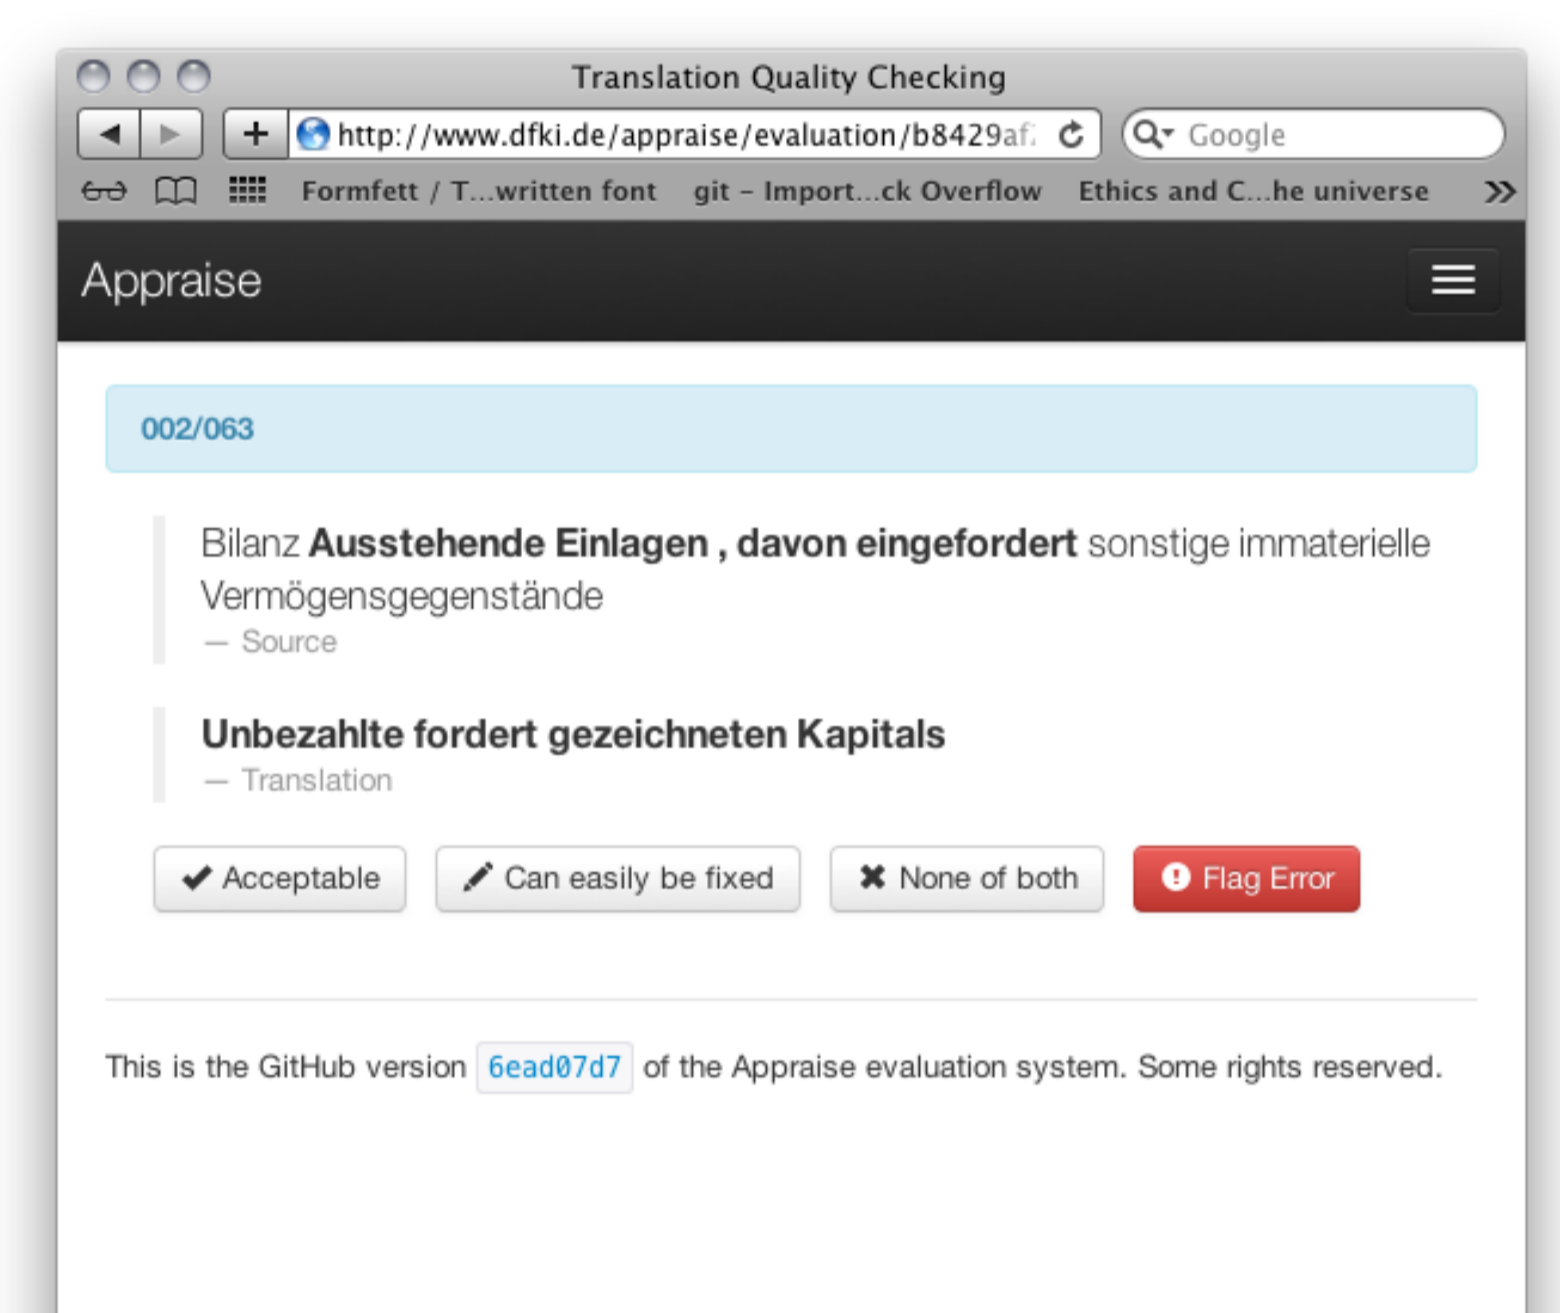 Translation Quality Checking
http://www.dfki.de/appraise/evaluation/b8429af
Google
Formfett / T...written font git – Import...ck Overflow Ethics and C...he universe
Appraise
002/063
Bilanz Ausstehende Einlagen , davon eingefordert sonstige immaterielle
Vermögensgegenstände
— Source
Unbezahlte fordert gezeichneten Kapitals
— Translation
Acceptable Can easily be fixed None of both Flag Error
This is the GitHub version 6ead07d7 of the Appraise evaluation system. Some rights reserved.